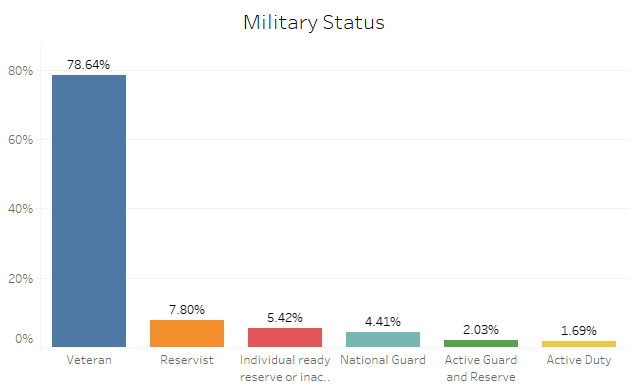 Military Status
80%
60%
40%
20%
0%
78.64%
7.80%
5.42%
4.41%
2.03%
1.69%
Veteran
Reservist
Individual ready
reserve or inac..
National Guard
Active Guard
and Reserve
Active Duty